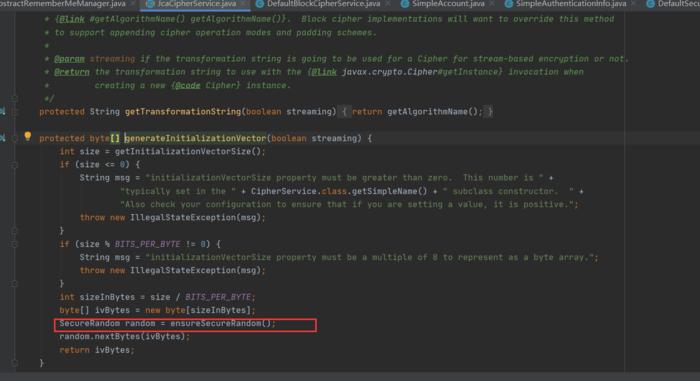 bstractRememberMeManager.java × JcaCipherService.java × DefaultBlockCipherService.java × SimpleAccount.java × SimpleAuthenticationInfo.java × DefaultSecu
* {@link #getAlgorithmName() getAlgorithmName()}.  Block cipher implementations will want to override this method
* to support appending cipher operation modes and padding schemes.
*
* @param streaming if the transformation string is going to be used for a Cipher for stream-based encryption or not.
* @return the transformation string to use with the {@link javax.crypto.Cipher#getInstance} invocation when
*         creating a new {@code Cipher} instance.
*/
protected String getTransformationString(boolean streaming) { return getAlgorithmName(); }
protected byte[] generateInitializationVector(boolean streaming) {
int size = getInitializationVectorSize();
if (size <= 0) {
String msg = "initializationVectorSize property must be greater than zero.  This number is " +
"typically set in the " + CipherService.class.getSimpleName() + " subclass constructor.  " +
"Also check your configuration to ensure that if you are setting a value, it is positive.";
throw new IllegalStateException(msg);
}
if (size % BITS_PER_BYTE != 0) {
String msg = "initializationVectorSize property must be a multiple of 8 to represent as a byte array.";
throw new IllegalStateException(msg);
}
int sizeInBytes = size / BITS_PER_BYTE;
byte[] ivBytes = new byte[sizeInBytes];
SecureRandom random = ensureSecureRandom();
random.nextBytes(ivBytes);
return ivBytes;
}